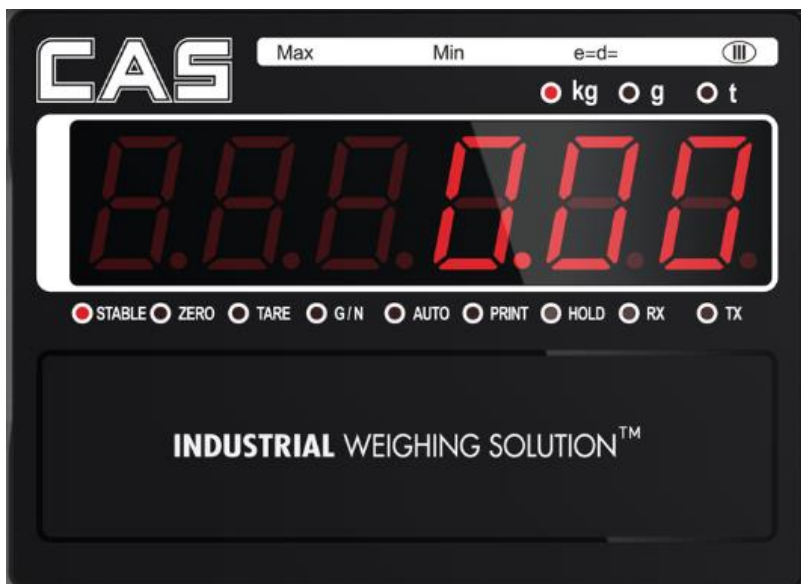 CAS
Max Min e=d= III
kg g t
0.00
STABLE ZERO TARE G/N AUTO PRINT HOLD RX TX
INDUSTRIAL WEIGHING SOLUTION™